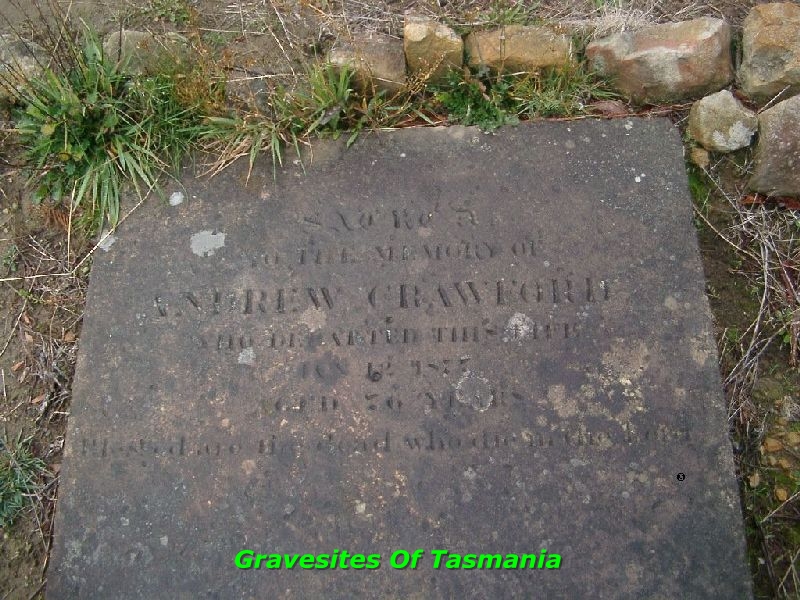 SACRED
TO THE MEMORY OF
ANDREW CRAWFORD
WHO DEPARTED THIS LIFE
JAN
AGED 76 YEARS
Blessed are the dead who die in the Lord
Gravesites Of Tasmania